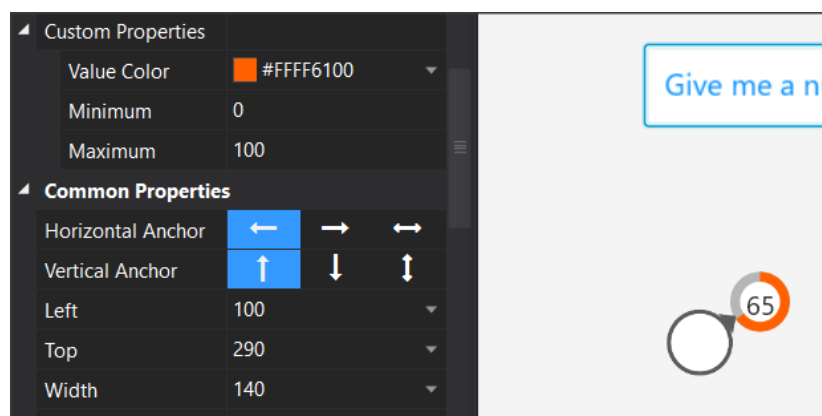 Custom Properties
Value Color #FFFF6100
Minimum 0
Maximum 100
Common Properties
Horizontal Anchor
Vertical Anchor
Left 100
Top 290
Width 140
Give me a
65